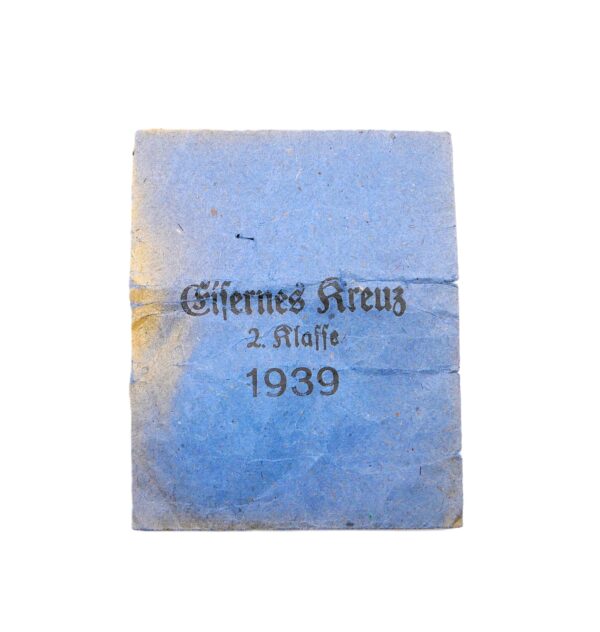 Eisernes Kreuz
2. Klasse
1939